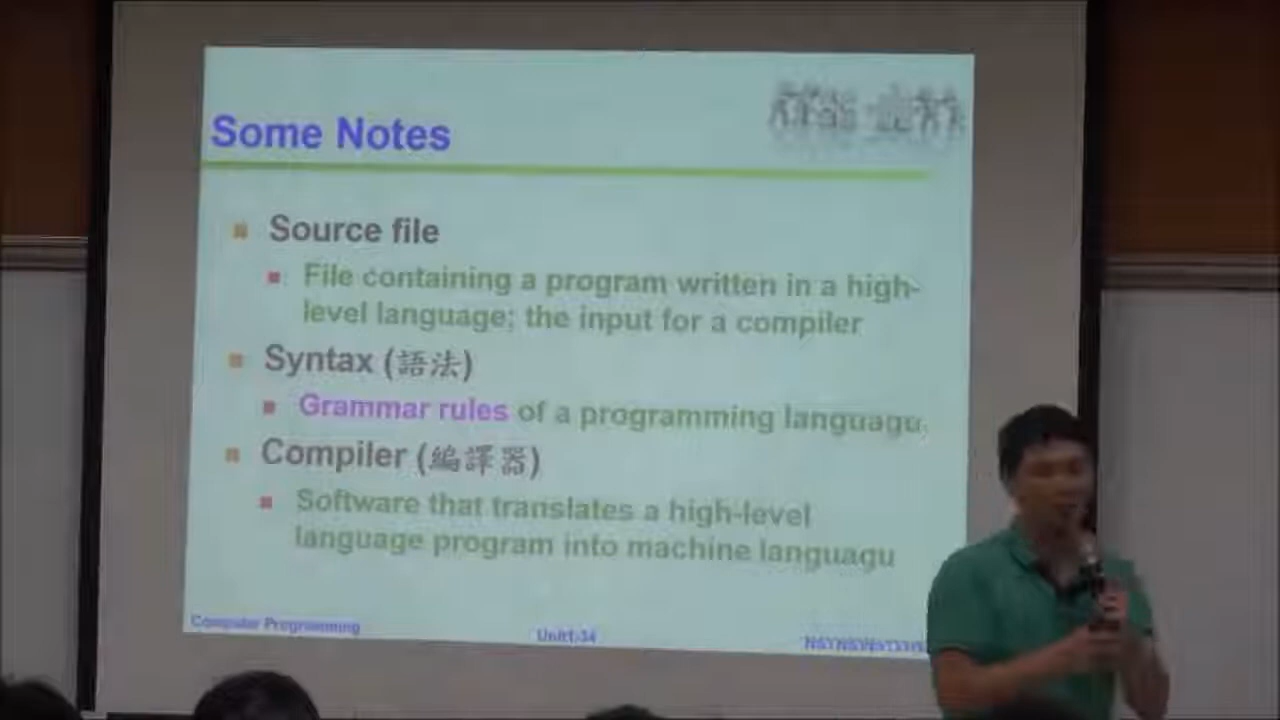 Some Notes
Source file
File containing a program written in a high-
level language; the input for a compiler
Syntax (語法)
Grammar rules of a programming languagu
Compiler (編譯器)
Software that translates a high-level
language program into machine languagu
Computer Programming